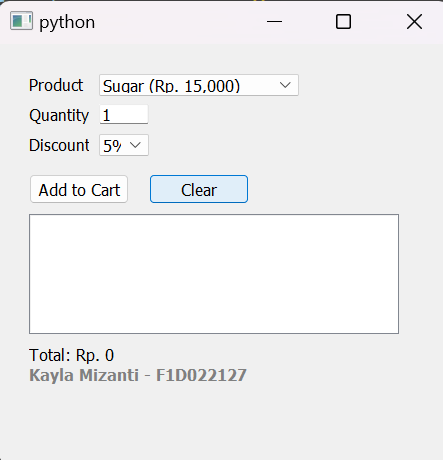 python
Product Sugar (Rp. 15,000)
Quantity 1
Discount 5%
Add to Cart Clear
Total: Rp. 0
Kayla Mizanti - F1D022127